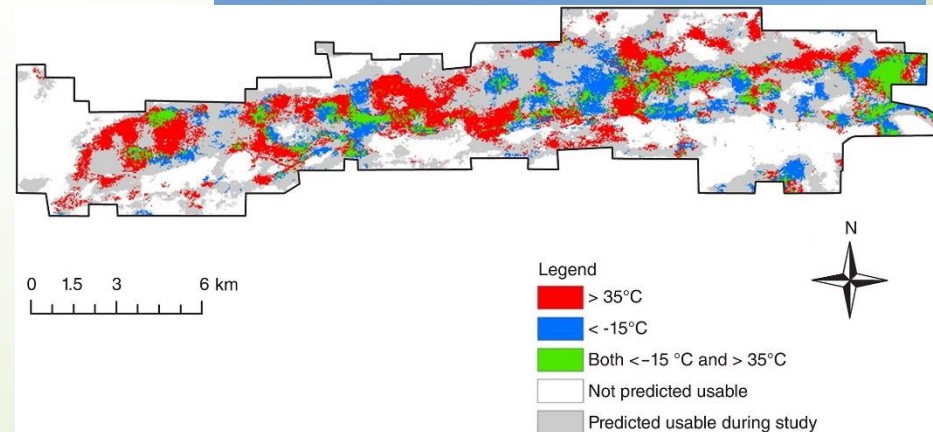 N
0 1.5 3 6 km
Legend
> 35°C
< -15°C
Both <−15 °C and > 35°C
Not predicted usable
Predicted usable during study